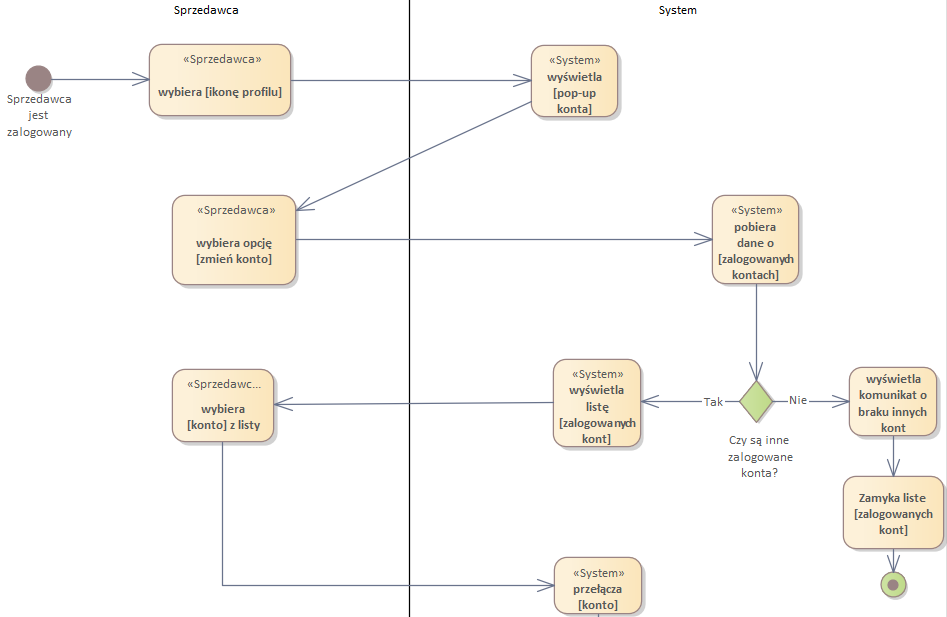 Sprzedawca
System
Sprzedawca
jest
zalogowany
«Sprzedawca»
wybiera [ikonę profilu]
«System»
wyświetla
[pop-up
konta]
«Sprzedawca»
wybiera opcję
[zmień konto]
«System»
pobiera
dane o
[zalogowanych
kontach]
«Sprzedawc...
wybiera
[konto] z listy
«System»
wyświetla
listę
[zalogowanych
kont]
Tak
Nie
Czy są inne
zalogowane
konta?
wyświetla
komunikat o
braku innych
kont
Zamyka liste
[zalogowanych
kont]
«System»
przełącza
[konto]